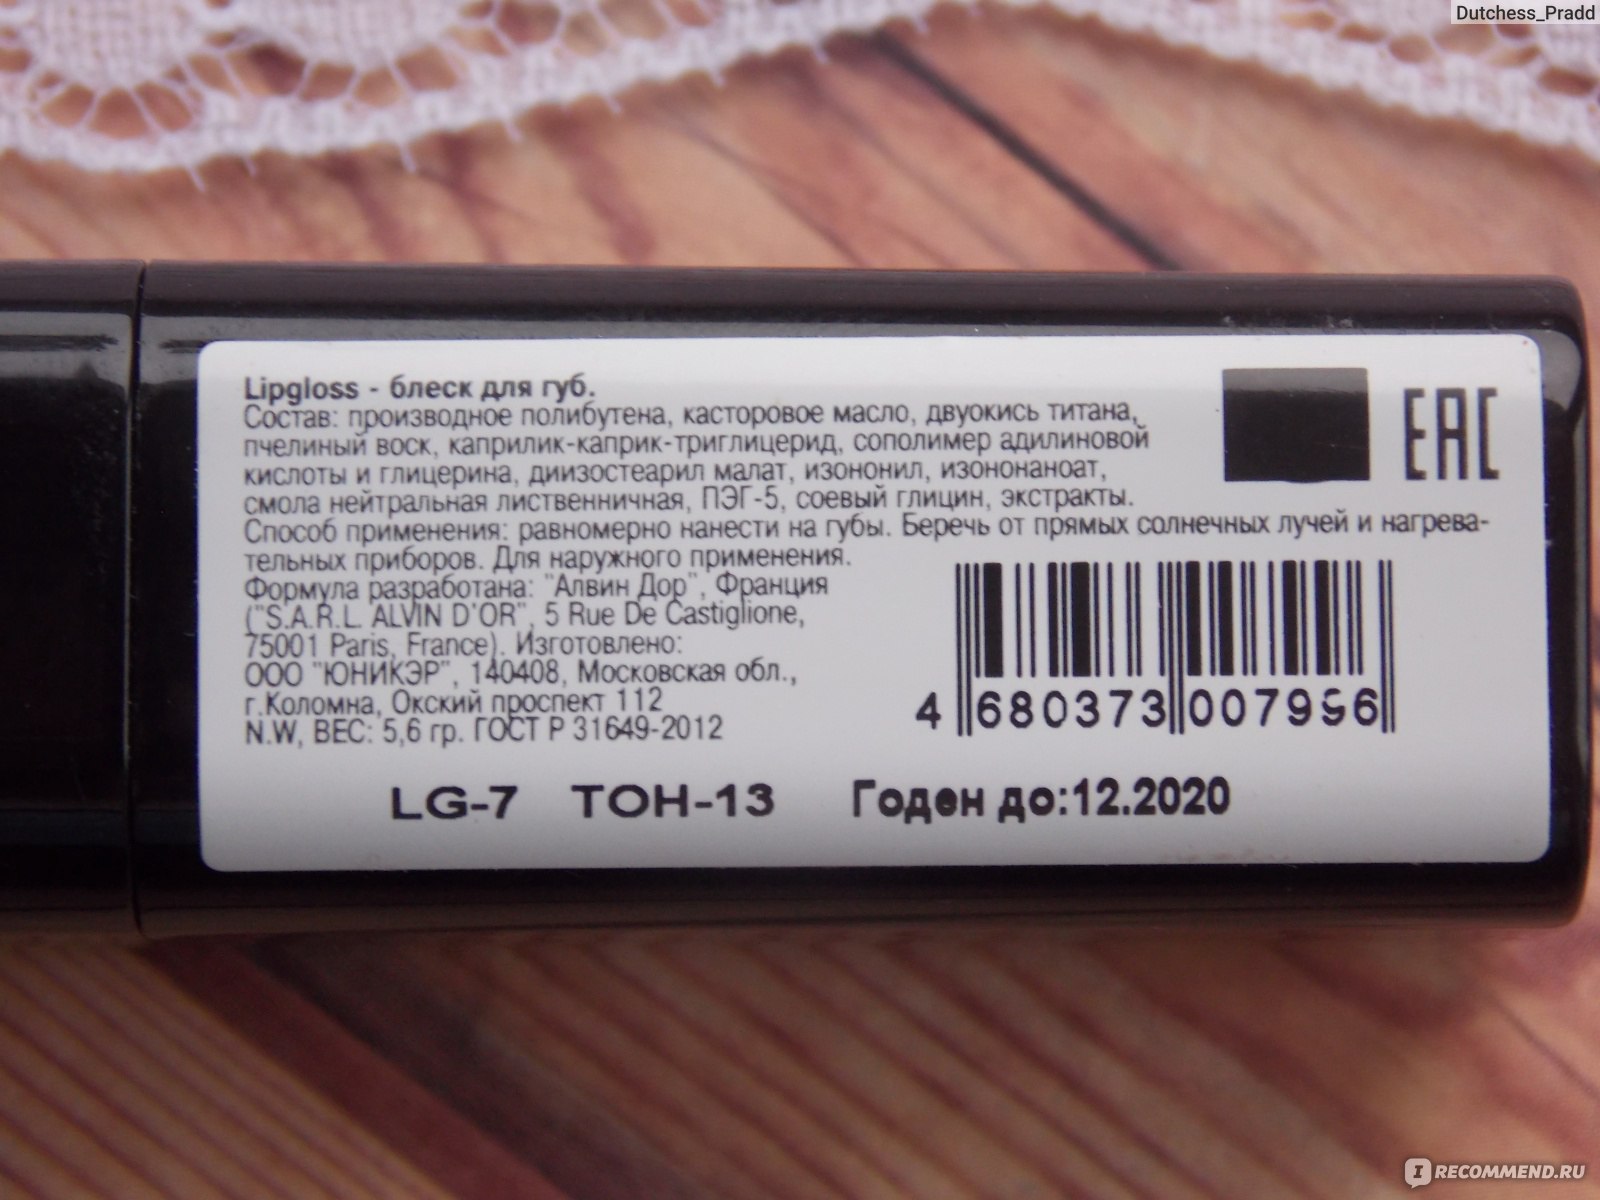 Dutchess_Pradd
Lipgloss - блеск для губ.
Состав: производное полибутена, касторовое масло, двуокись титана,
пчелиный воск, каприлик-каприк-триглицерид, сополимер адилиновой
кислоты и глицерина, диизостеарил малат, изононил, изононаноат,
смола нейтральная лиственничная, ПЭГ-5, соевый глицин, экстракты.
Способ применения: равномерно нанести на губы. Беречь от прямых солнечных лучей и нагрева-
тельных приборов. Для наружного применения.
Формула разработана: "Алвин Дор", Франция
("S.A.R.L. ALVIN D'OR", 5 Rue De Castiglione,
75001 Paris, France). Изготовлено:
ООО "ЮНИКЭР", 140408, Московская обл.,
г.Коломна, Окский проспект 112
N.W, ВЕС: 5,6 гр. ГОСТ Р 31649-2012
EAC
4 680373 007996
LG-7 ТОН-13 Годен до:12.2020
IRECOMMEND.RU